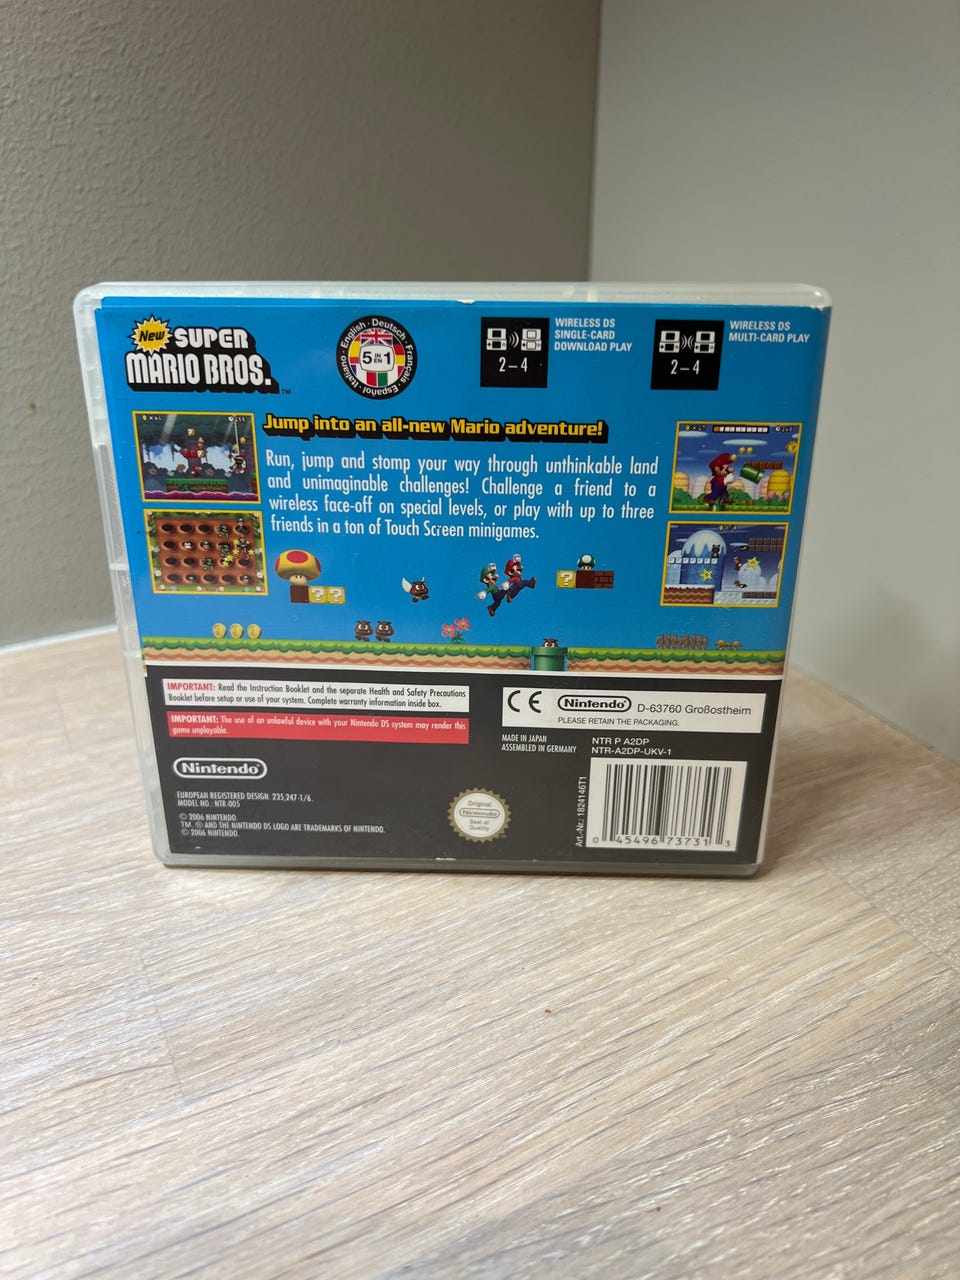 New SUPER
MARIO BROS.™
English · Deutsch · Français · Español · Italiano
5 IN EN 1
2–4
WIRELESS DS
SINGLE-CARD
DOWNLOAD PLAY
2–4
WIRELESS DS
MULTI-CARD PLAY
Jump into an all-new Mario adventure!
Run, jump and stomp your way through unthinkable land
and unimaginable challenges! Challenge a friend to a
wireless face-off on special levels, or play with up to three
friends in a ton of Touch Screen minigames.
IMPORTANT: Read the Instruction Booklet and the separate Health and Safety Precautions
Booklet before setup or use of your system. Complete warranty information inside box.
IMPORTANT: The use of an unlawful device with your Nintendo DS system may render this
game unplayable.
CE Nintendo D-63760 Großostheim
PLEASE RETAIN THE PACKAGING.
MADE IN JAPAN
ASSEMBLED IN GERMANY
NTR P A2DP
NTR-A2DP-UKV-1
Nintendo
EUROPEAN REGISTERED DESIGN: 235,247-1/6.
MODEL NO.: NTR-005
© 2006 NINTENDO.
TM, ® AND THE NINTENDO DS LOGO ARE TRADEMARKS OF NINTENDO.
© 2006 NINTENDO.
Original
Nintendo
Seal of
Quality
Art.-Nr.: 1824146T1
0 45496 73731 3